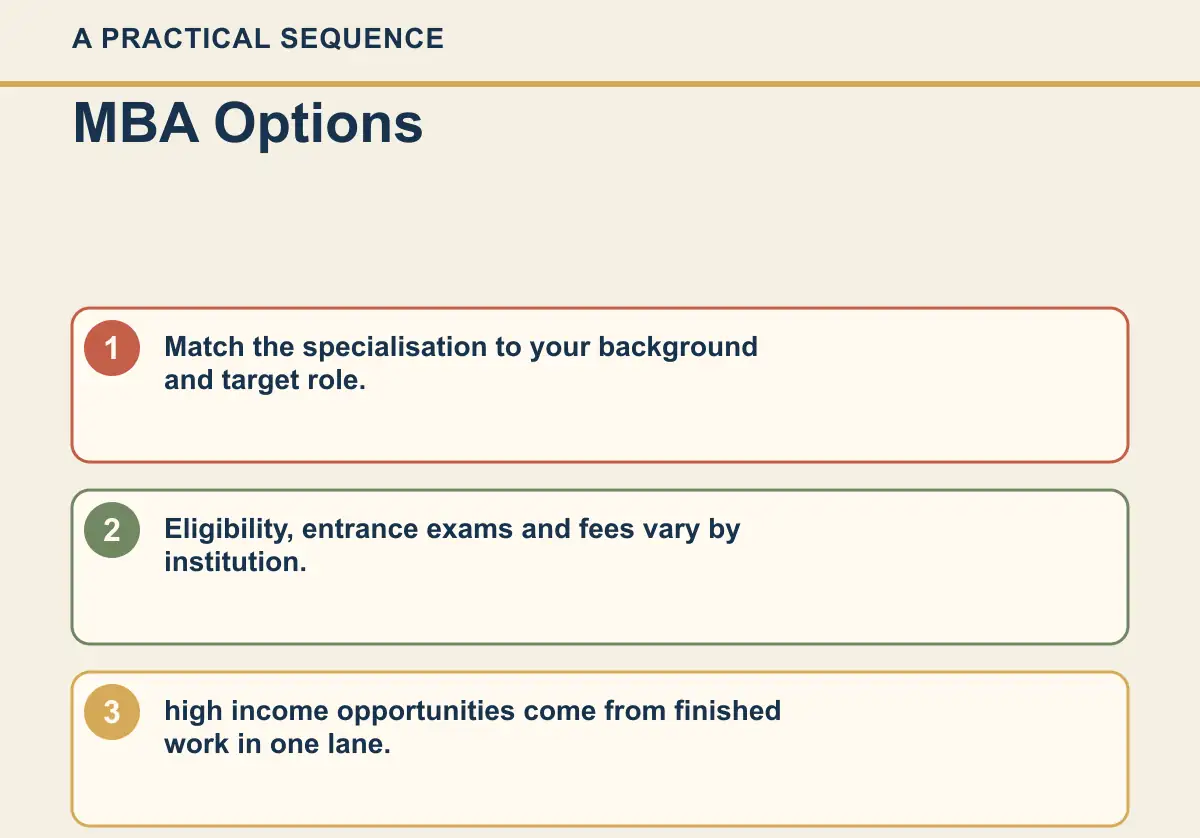 A PRACTICAL SEQUENCE
MBA Options
1
Match the specialisation to your background
and target role.
2
Eligibility, entrance exams and fees vary by
institution.
3
high income opportunities come from finished
work in one lane.